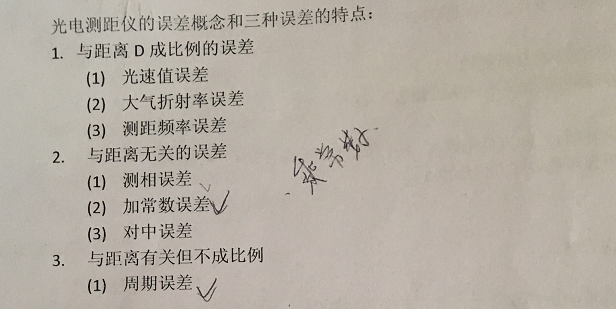 光电测距仪的误差概念和三种误差的特点：
1. 与距离 D 成比例的误差
(1) 光速值误差
(2) 大气折射率误差
(3) 测距频率误差
2. 与距离无关的误差
(1) 测相误差
(2) 加常数误差
(3) 对中误差
3. 与距离有关但不成比例
(1) 周期误差